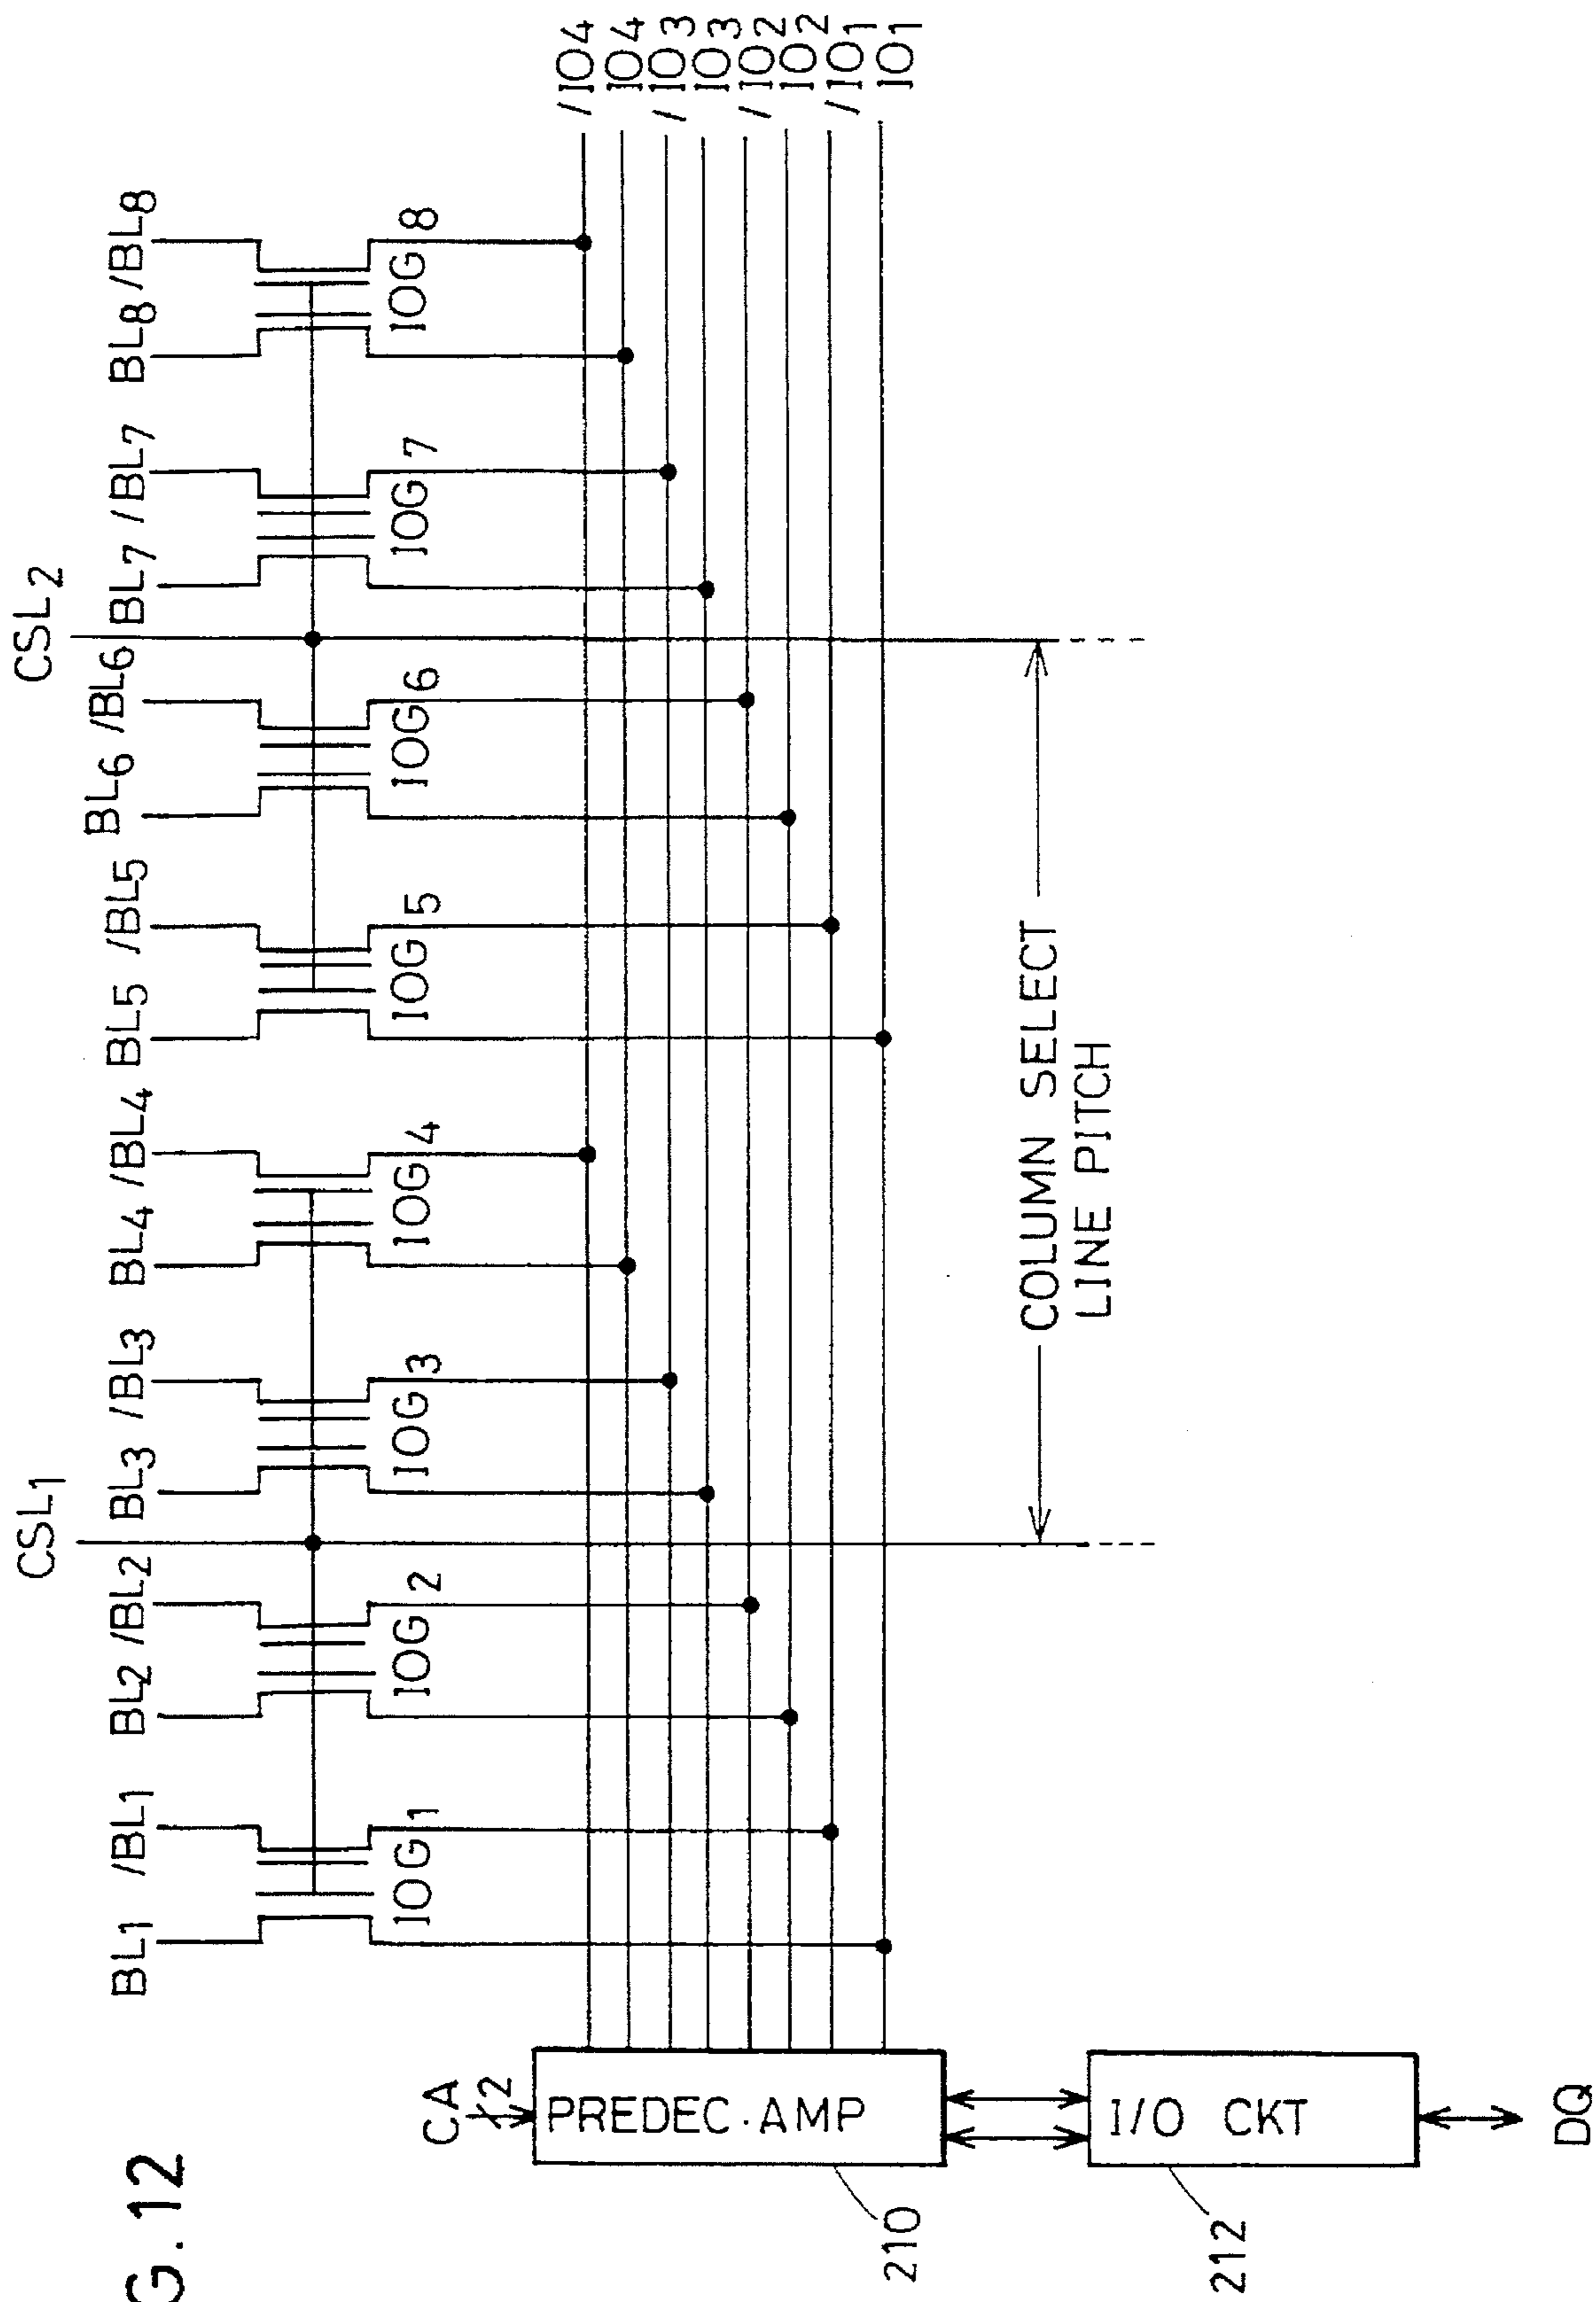 G. 12
CSL1
CSL2
BL1 /BL1
BL2 /BL2
BL3 /BL3
BL4 /BL4
BL5 /BL5
BL6 /BL6
BL7 /BL7
BL8 /BL8
IOG1
IOG2
IOG3
IOG4
IOG5
IOG6
IOG7
IOG8
/IO4
IO4
/IO3
IO3
/IO2
IO2
/IO1
IO1
CA
2
PREDEC·AMP
210
I/O CKT
212
DQ
COLUMN SELECT
LINE PITCH